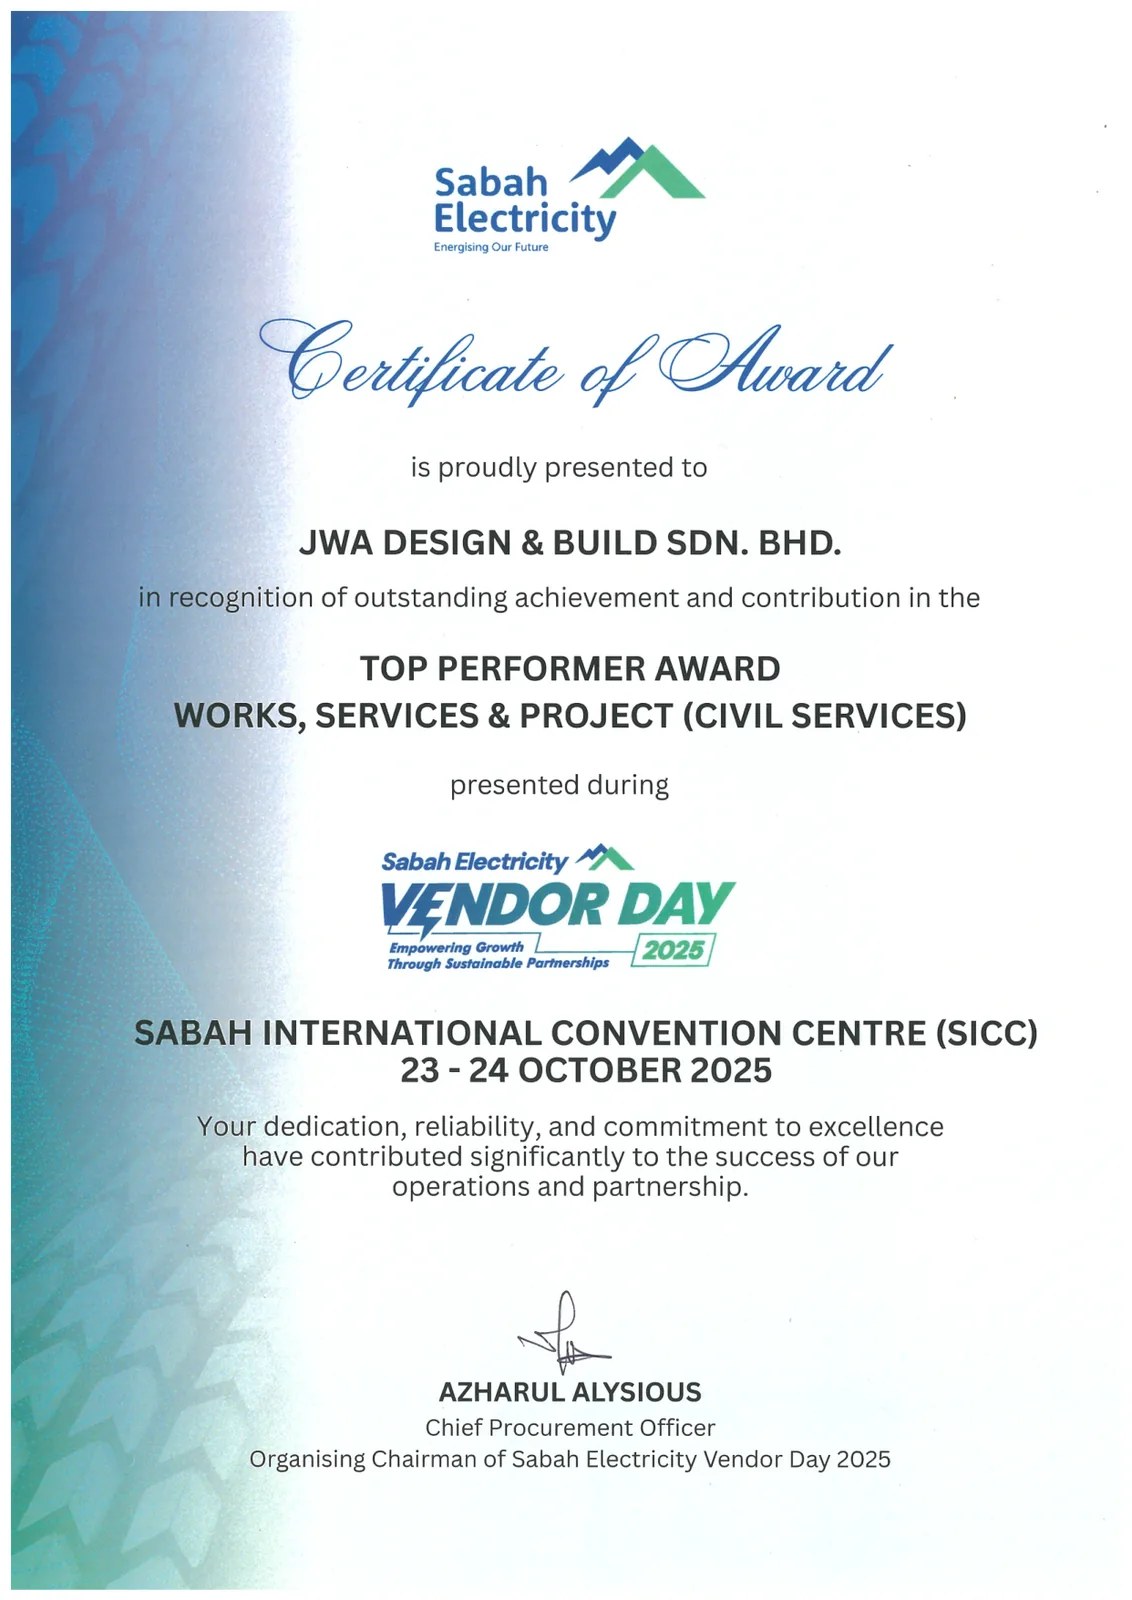 Sabah
Electricity
Energising Our Future
Certificate of Award
is proudly presented to
JWA DESIGN & BUILD SDN. BHD.
in recognition of outstanding achievement and contribution in the
TOP PERFORMER AWARD
WORKS, SERVICES & PROJECT (CIVIL SERVICES)
presented during
Sabah Electricity
VENDOR DAY
Empowering Growth
Through Sustainable Partnerships
2025
SABAH INTERNATIONAL CONVENTION CENTRE (SICC)
23 - 24 OCTOBER 2025
Your dedication, reliability, and commitment to excellence
have contributed significantly to the success of our
operations and partnership.
AZHARUL ALYSIOUS
Chief Procurement Officer
Organising Chairman of Sabah Electricity Vendor Day 2025